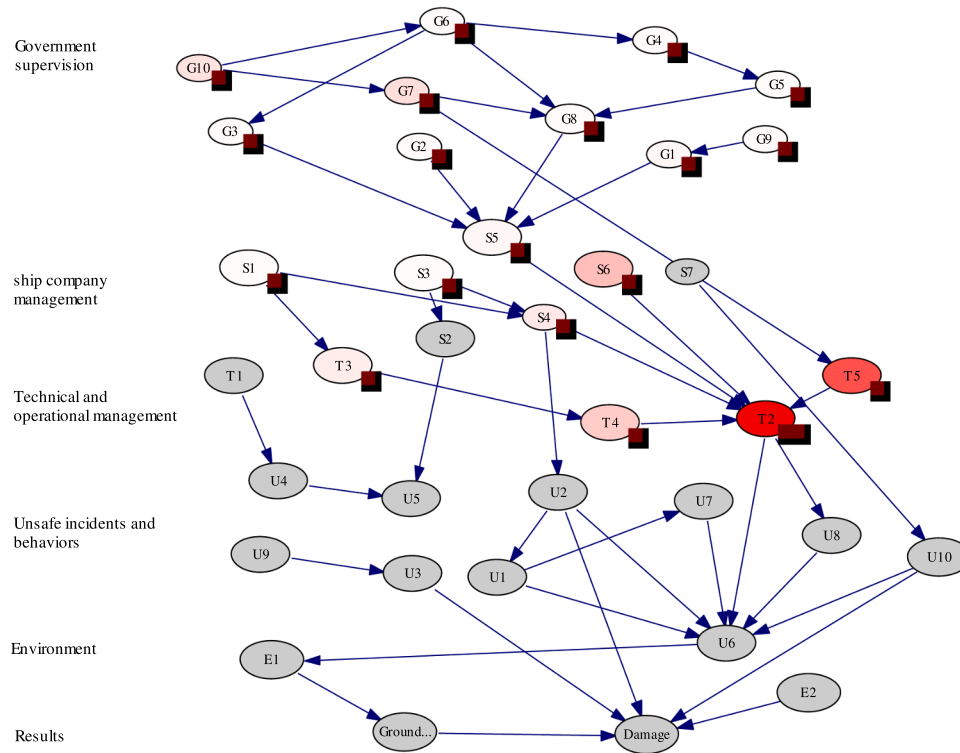 G6
Government
supervision
G4
G10
G5
G7
G8
G3
G2
G9
G1
S5
S1
S3
S6
S7
ship company
management
S4
S2
T3
T1
T5
Technical and
operational management
T4
T2
U4
U2
U5
U7
Unsafe incidents and
behaviors
U8
U9
U10
U3
U1
U6
Environment
E1
E2
Ground...
Damage
Results